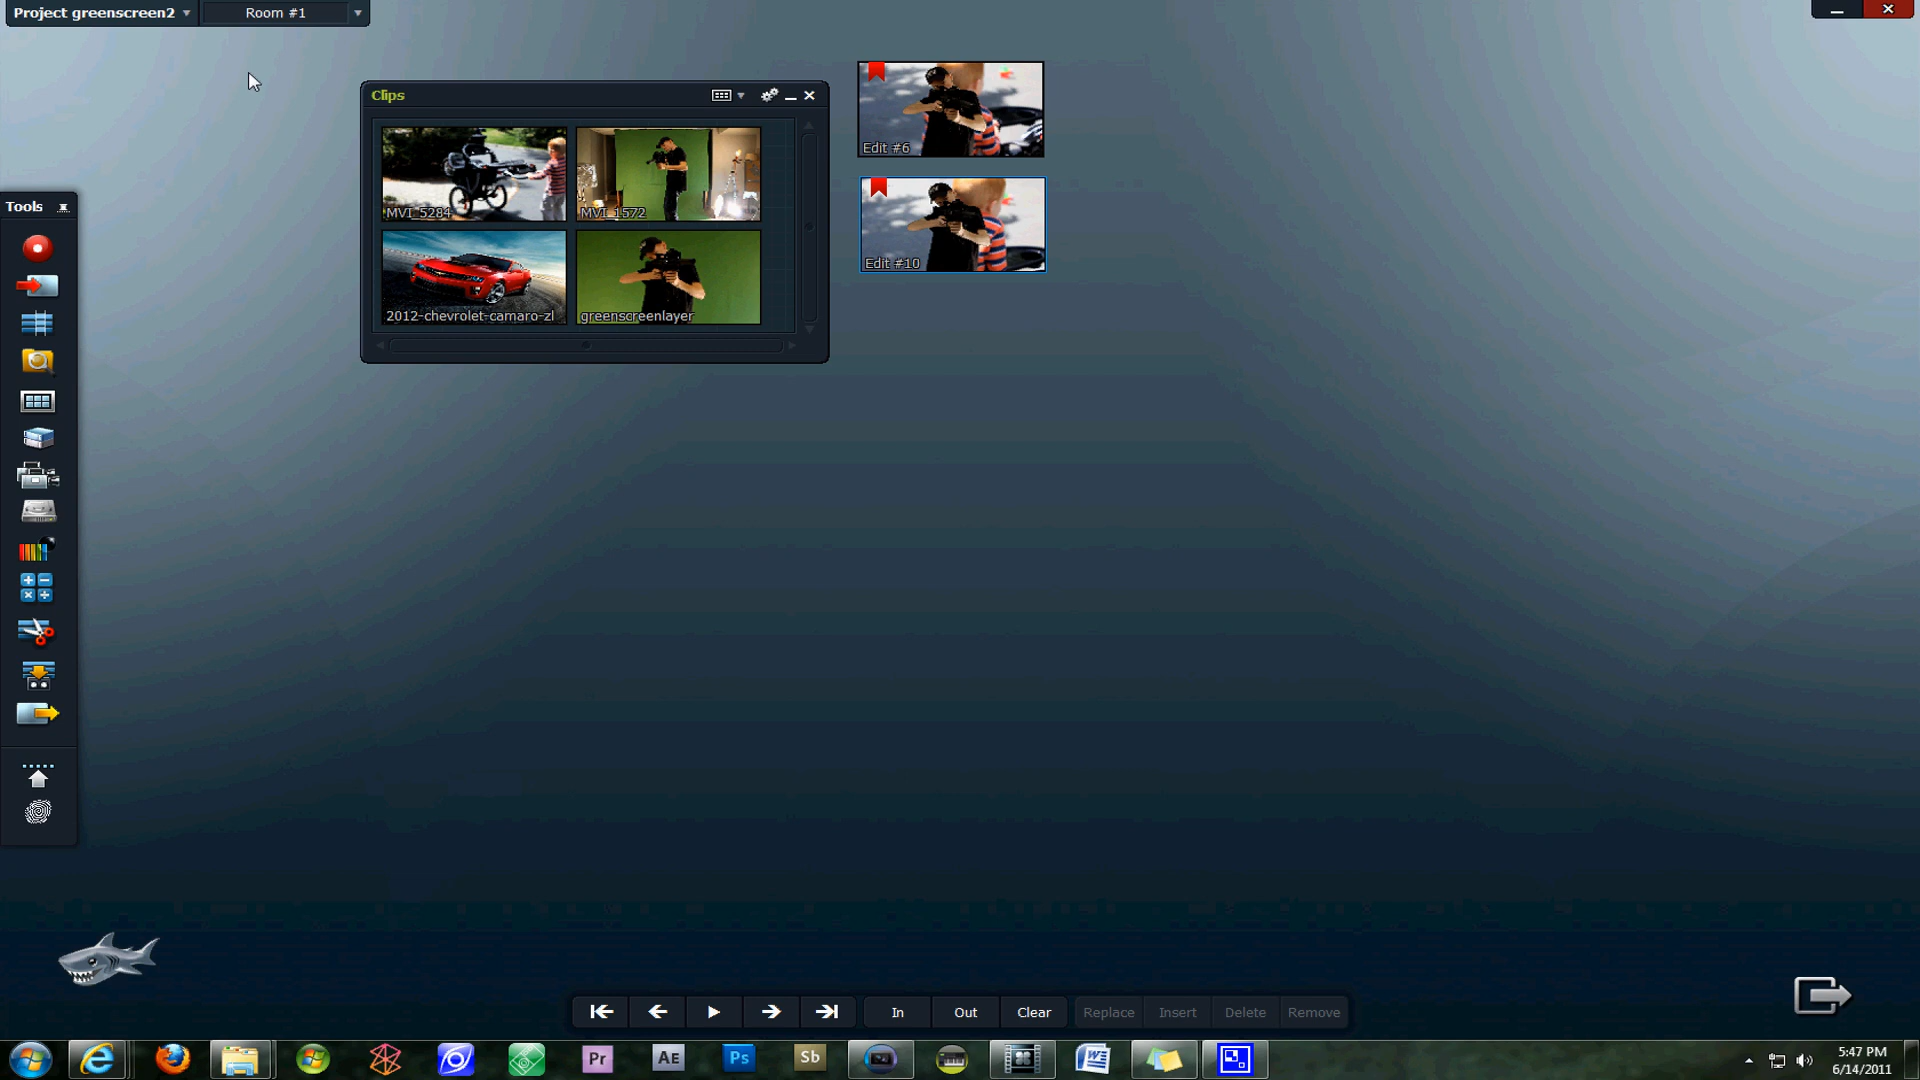 Project greenscreen2
Room #1
Clips
MVI_5284
MVI_1572
2012-chevrolet-camaro-zl
greenscreenlayer
Edit #6
Edit #10
Tools
In
Out
Clear
Replace
Insert
Delete
Remove
Pr
AE
Ps
Sb
5:47 PM
6/14/2011